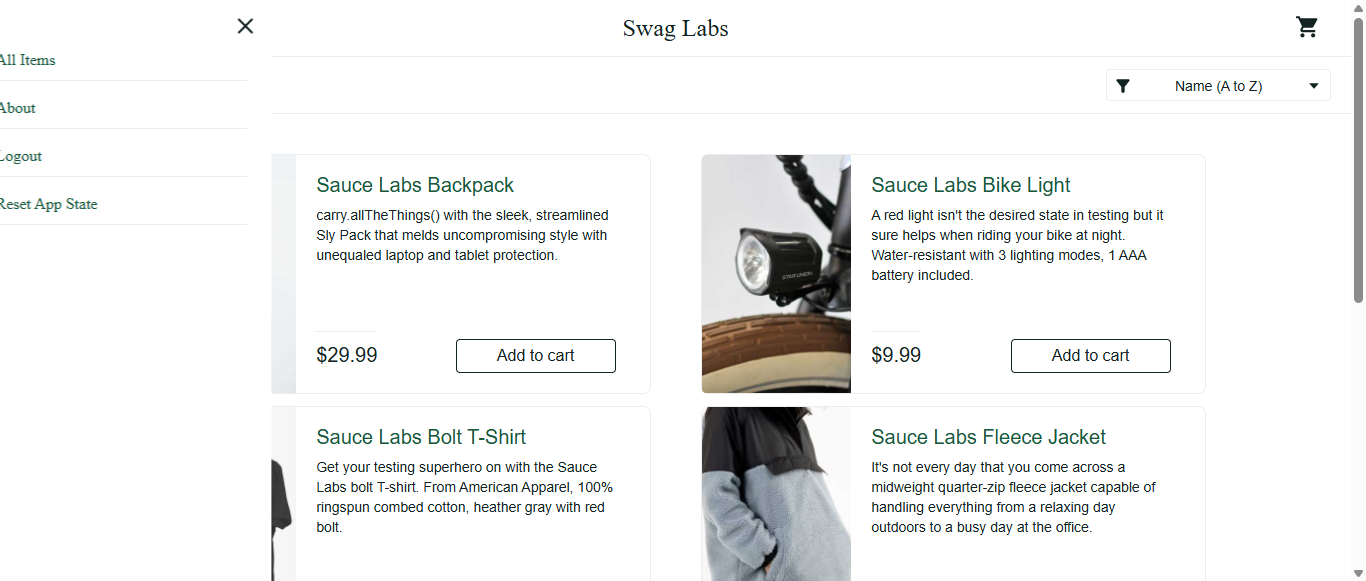 All Items
About
Logout
Reset App State
Swag Labs
Name (A to Z)
Sauce Labs Backpack
carry.allTheThings() with the sleek, streamlined
Sly Pack that melds uncompromising style with
unequaled laptop and tablet protection.
$29.99
Add to cart
Sauce Labs Bike Light
A red light isn't the desired state in testing but it
sure helps when riding your bike at night.
Water-resistant with 3 lighting modes, 1 AAA
battery included.
$9.99
Add to cart
Sauce Labs Bolt T-Shirt
Get your testing superhero on with the Sauce
Labs bolt T-shirt. From American Apparel, 100%
ringspun combed cotton, heather gray with red
bolt.
Sauce Labs Fleece Jacket
It's not every day that you come across a
midweight quarter-zip fleece jacket capable of
handling everything from a relaxing day
outdoors to a busy day at the office.